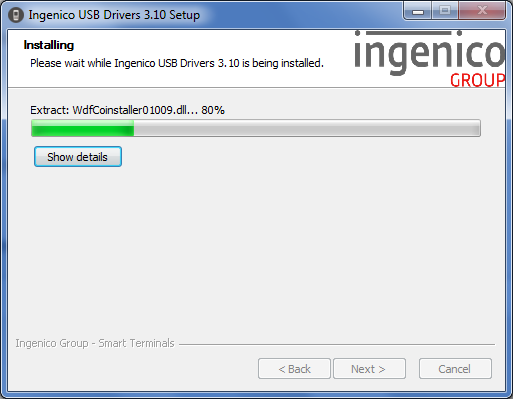 Ingenico USB Drivers 3.10 Setup
Installing
Please wait while Ingenico USB Drivers 3.10 is being installed.
ingenico
GROUP
Extract: WdfCoinstaller01009.dll... 80%
Show details
Ingenico Group - Smart Terminals
< Back
Next >
Cancel